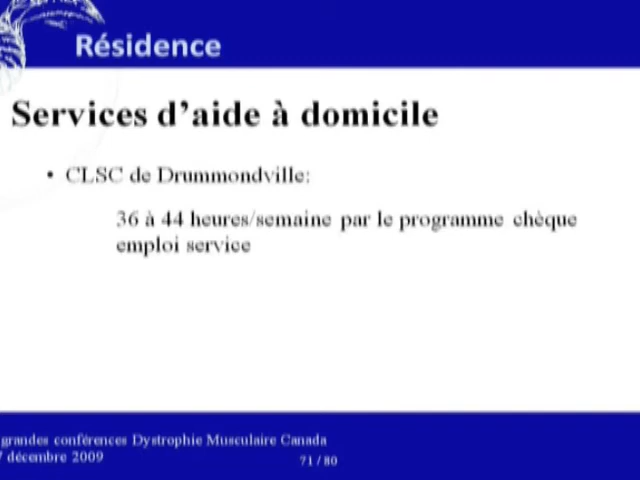 Résidence
Services d'aide à domicile
• CLSC de Drummondville:
36 à 44 heures/semaine par le programme chèque
emploi service
grandes conférences Dystrophie Musculaire Canada
décembre 2009
71 / 80